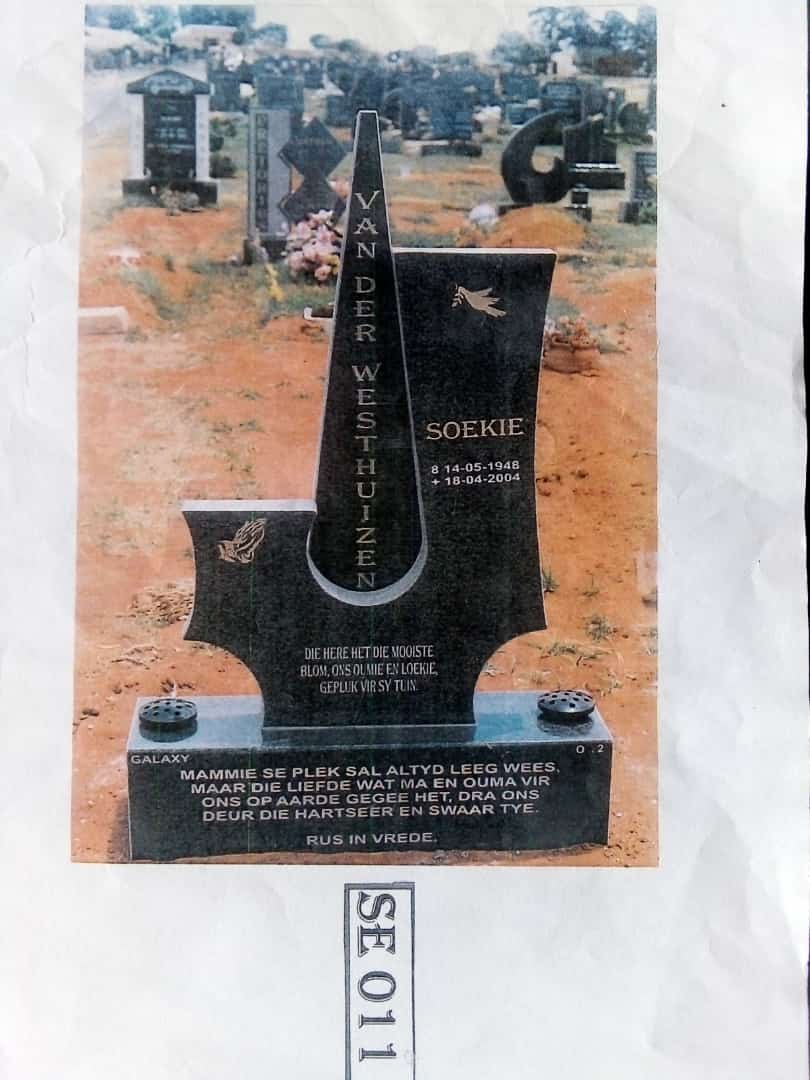 VAN DER WESTHUIZEN
SOEKIE
8 14-05-1948
+ 18-04-2004
DIE HERE HET DIE MOOISTE
BLOM, ONS OUMIE EN LOEKIE,
GEPLUK VIR SY TUIN.
GALAXY
O .2
MAMMIE SE PLEK SAL ALTYD LEEG WEES,
MAAR DIE LIEFDE WAT MA EN OUMA VIR
ONS OP AARDE GEGEE HET, DRA ONS
DEUR DIE HARTSEER EN SWAAR TYE.
RUS IN VREDE.
SE 011